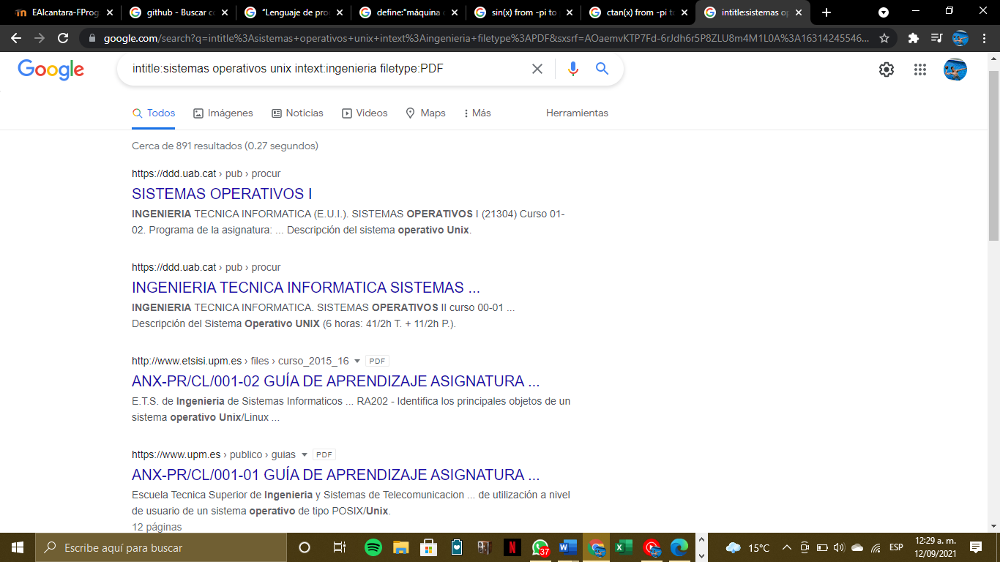 EAlcantara-FProg
github - Buscar co
"Lenguaje de pro
define:"máquina
sin(x) from -pi to
ctan(x) from -pi to
intitle:sistemas op
google.com/search?q=intitle%3Asistemas+operativos+unix+intext%3Aingenieria+filetype%3APDF&sxsrf=AOaemvKTP7Fd-6rJdh6r5P8ZLU8m4M1L0A%3A16314245546...
Google
intitle:sistemas operativos unix intext:ingenieria filetype:PDF
Todos Imágenes Noticias Videos Maps Más Herramientas
Cerca de 891 resultados (0.27 segundos)
https://ddd.uab.cat › pub › procur
SISTEMAS OPERATIVOS I
INGENIERIA TECNICA INFORMATICA (E.U.I.). SISTEMAS OPERATIVOS I (21304) Curso 01-
02. Programa de la asignatura: ... Descripción del sistema operativo Unix.
https://ddd.uab.cat › pub › procur
INGENIERIA TECNICA INFORMATICA SISTEMAS ...
INGENIERIA TECNICA INFORMATICA. SISTEMAS OPERATIVOS II curso 00-01 ...
Descripción del Sistema Operativo UNIX (6 horas: 41/2h T. + 11/2h P.).
http://www.etsisi.upm.es › files › curso_2015_16 PDF
ANX-PR/CL/001-02 GUÍA DE APRENDIZAJE ASIGNATURA ...
E.T.S. de Ingenieria de Sistemas Informaticos ... RA202 - Identifica los principales objetos de un
sistema operativo Unix/Linux ...
https://www.upm.es › publico › guias PDF
ANX-PR/CL/001-01 GUÍA DE APRENDIZAJE ASIGNATURA ...
Escuela Tecnica Superior de Ingenieria y Sistemas de Telecomunicacion ... de utilización a nivel
de usuario de un sistema operativo de tipo POSIX/Unix.
12 páginas
Escribe aquí para buscar
37
15°C
ESP
12:29 a. m.
12/09/2021